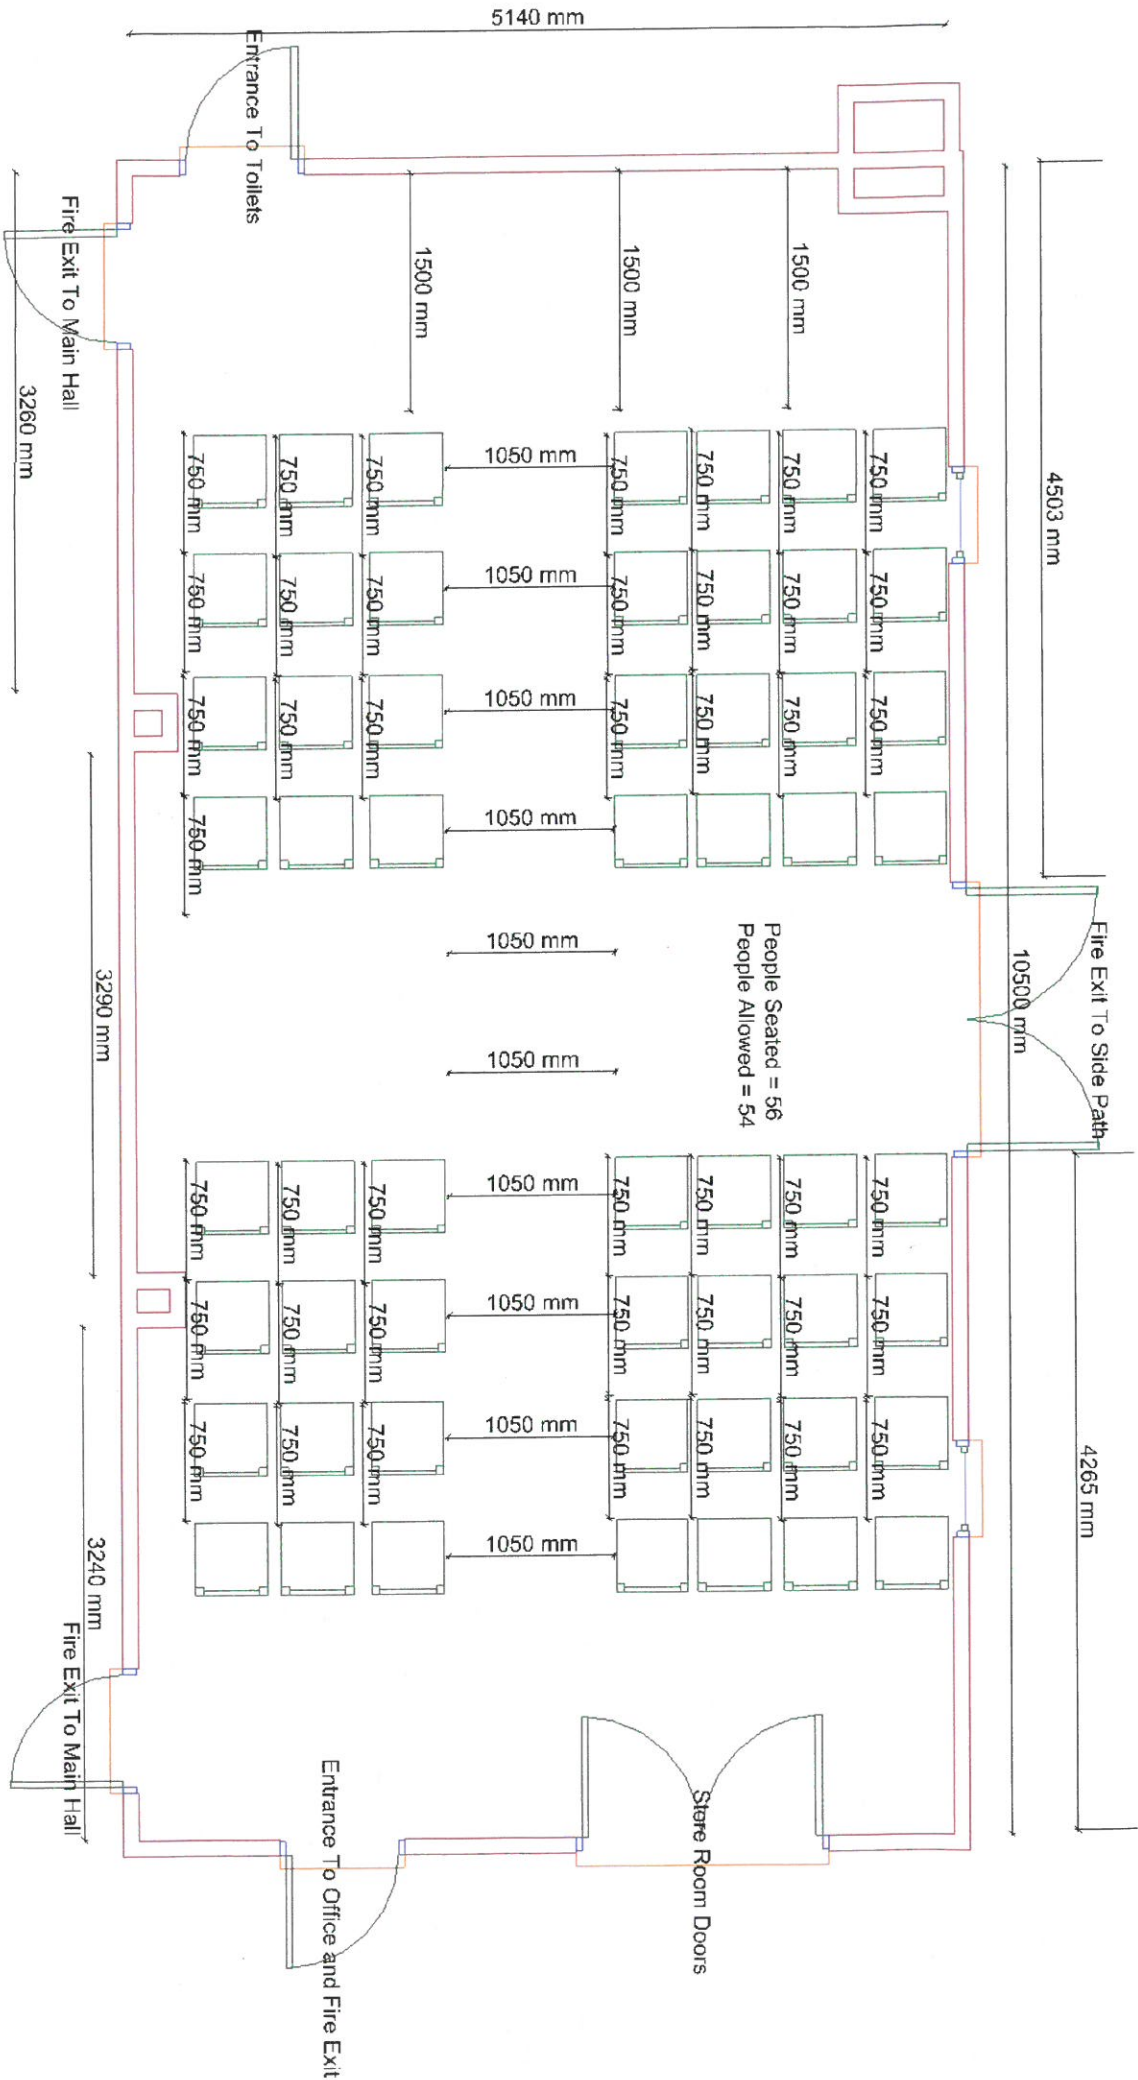 5140 mm
Entrance To Toilets
Fire Exit To Main Hall
3260 mm
1500 mm
1500 mm
1500 mm
4503 mm
750 mm
750 mm
750 mm
1050 mm
750 mm
750 mm
750 mm
750 mm
750 mm
750 mm
750 mm
1050 mm
750 mm
750 mm
750 mm
750 mm
750 mm
750 mm
750 mm
1050 mm
750 mm
750 mm
750 mm
750 mm
750 mm
1050 mm
1050 mm
People Seated = 56
People Allowed = 54
10500 mm
Fire Exit To Side Path
3290 mm
1050 mm
750 mm
750 mm
750 mm
1050 mm
750 mm
750 mm
750 mm
750 mm
750 mm
750 mm
750 mm
1050 mm
750 mm
750 mm
750 mm
750 mm
750 mm
750 mm
750 mm
1050 mm
750 mm
750 mm
750 mm
750 mm
4265 mm
1050 mm
3240 mm
Fire Exit To Main Hall
Entrance To Office and Fire Exit
Store Room Doors